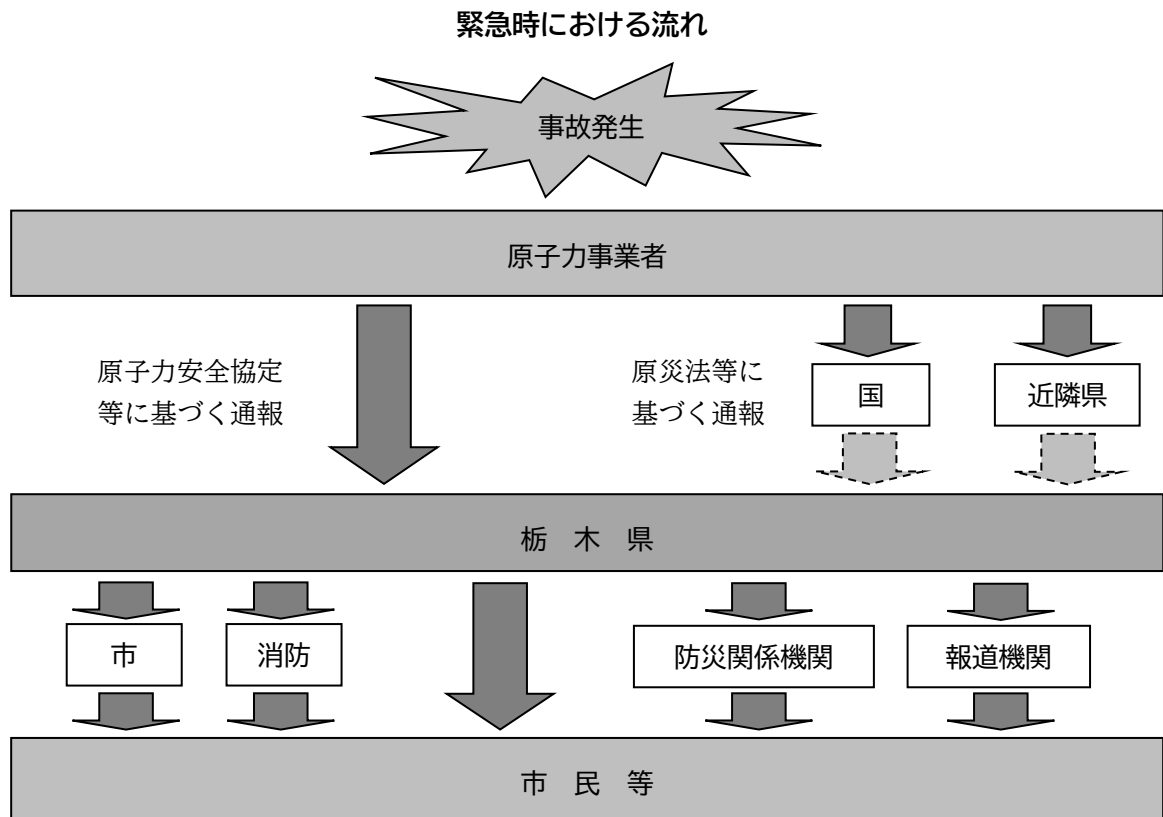 緊急時における流れ
事故発生
原子力事業者
原子力安全協定
等に基づく通報
原災法等に
基づく通報
国
近隣県
栃　木　県
市
消防
防災関係機関
報道機関
市　民　等